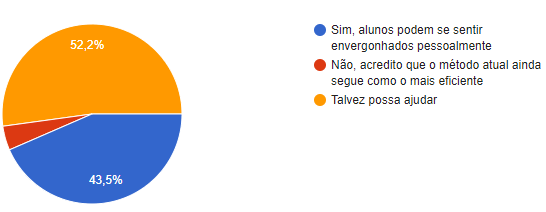 52,2%
43,5%
Sim, alunos podem se sentir
envergonhados pessoalmente
Não, acredito que o método atual ainda
segue como o mais eficiente
Talvez possa ajudar